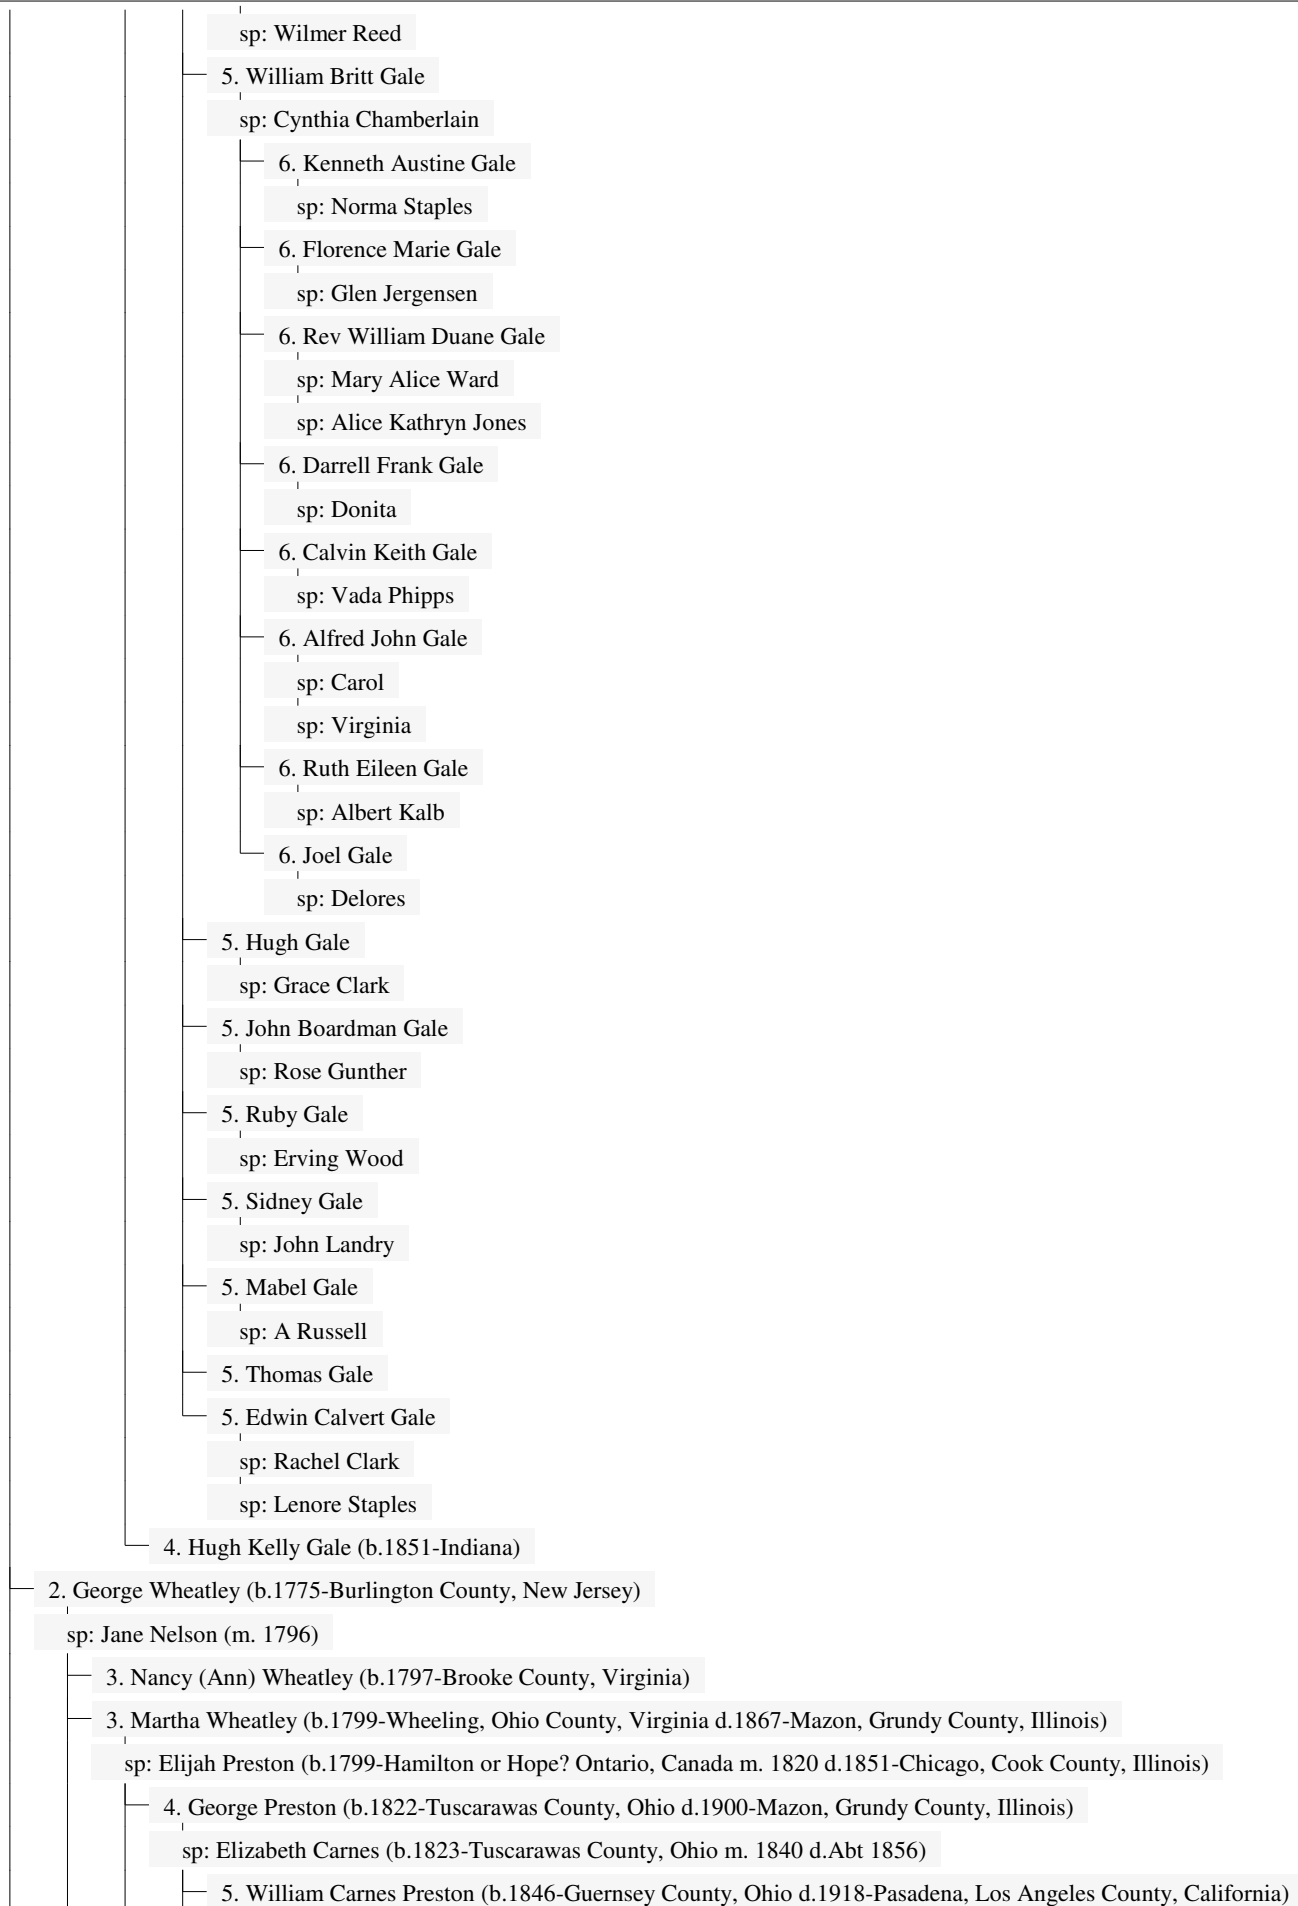 sp: Wilmer Reed
5. William Britt Gale
sp: Cynthia Chamberlain
6. Kenneth Austine Gale
sp: Norma Staples
6. Florence Marie Gale
sp: Glen Jergensen
6. Rev William Duane Gale
sp: Mary Alice Ward
sp: Alice Kathryn Jones
6. Darrell Frank Gale
sp: Donita
6. Calvin Keith Gale
sp: Vada Phipps
6. Alfred John Gale
sp: Carol
sp: Virginia
6. Ruth Eileen Gale
sp: Albert Kalb
6. Joel Gale
sp: Delores
5. Hugh Gale
sp: Grace Clark
5. John Boardman Gale
sp: Rose Gunther
5. Ruby Gale
sp: Erving Wood
5. Sidney Gale
sp: John Landry
5. Mabel Gale
sp: A Russell
5. Thomas Gale
5. Edwin Calvert Gale
sp: Rachel Clark
sp: Lenore Staples
4. Hugh Kelly Gale (b.1851-Indiana)
2. George Wheatley (b.1775-Burlington County, New Jersey)
sp: Jane Nelson (m. 1796)
3. Nancy (Ann) Wheatley (b.1797-Brooke County, Virginia)
3. Martha Wheatley (b.1799-Wheeling, Ohio County, Virginia d.1867-Mazon, Grundy County, Illinois)
sp: Elijah Preston (b.1799-Hamilton or Hope? Ontario, Canada m. 1820 d.1851-Chicago, Cook County, Illinois)
4. George Preston (b.1822-Tuscarawas County, Ohio d.1900-Mazon, Grundy County, Illinois)
sp: Elizabeth Carnes (b.1823-Tuscarawas County, Ohio m. 1840 d.Abt 1856)
5. William Carnes Preston (b.1846-Guernsey County, Ohio d.1918-Pasadena, Los Angeles County, California)